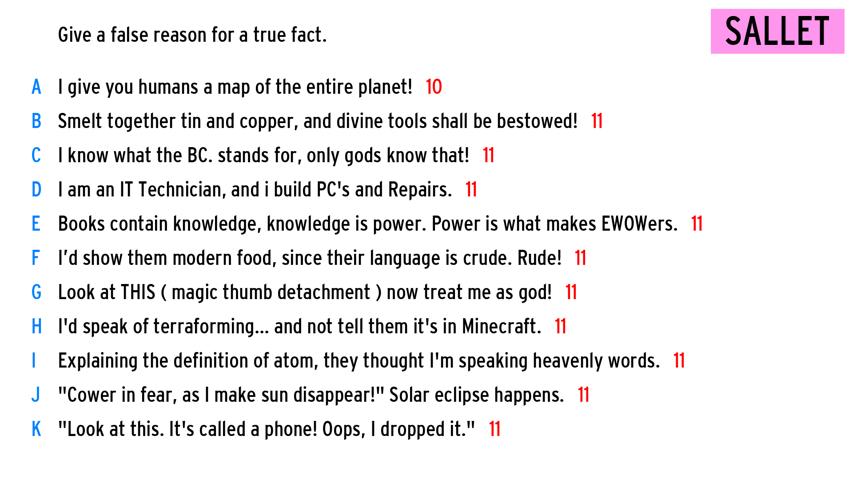 Give a false reason for a true fact.
SALLET
A I give you humans a map of the entire planet! 10
B Smelt together tin and copper, and divine tools shall be bestowed! 11
C I know what the BC. stands for, only gods know that! 11
D I am an IT Technician, and i build PC's and Repairs. 11
E Books contain knowledge, knowledge is power. Power is what makes EWOWers. 11
F I'd show them modern food, since their language is crude. Rude! 11
G Look at THIS ( magic thumb detachment ) now treat me as god! 11
H I'd speak of terraforming... and not tell them it's in Minecraft. 11
I Explaining the definition of atom, they thought I'm speaking heavenly words. 11
J "Cower in fear, as I make sun disappear!" Solar eclipse happens. 11
K "Look at this. It's called a phone! Oops, I dropped it." 11